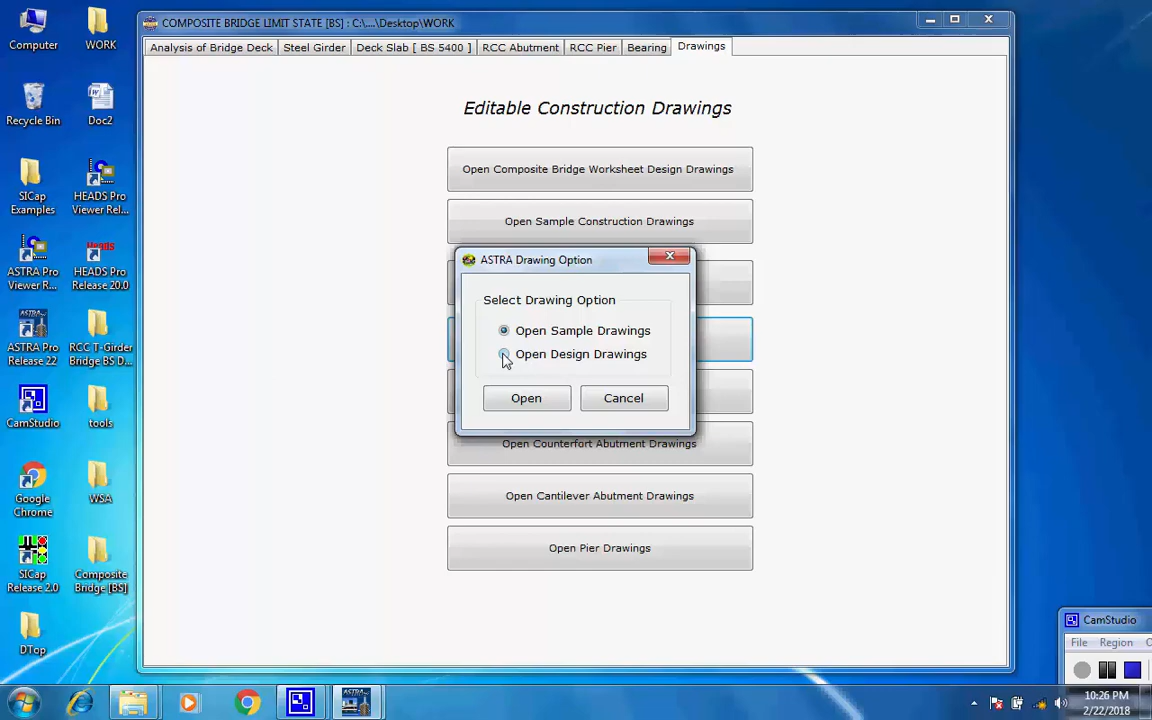 COMPOSITE BRIDGE LIMIT STATE [BS] : C:\....\Desktop\WORK
Analysis of Bridge Deck
Steel Girder
Deck Slab [ BS 5400 ]
RCC Abutment
RCC Pier
Bearing
Drawings
Editable Construction Drawings
Open Composite Bridge Worksheet Design Drawings
Open Sample Construction Drawings
ASTRA Drawing Option
Select Drawing Option
Open Sample Drawings
Open Design Drawings
Open
Cancel
Open Counterfort Abutment Drawings
Open Cantilever Abutment Drawings
Open Pier Drawings
Computer
WORK
Recycle Bin
Doc2
SICap
Examples
HEADS Pro
Viewer Rel...
ASTRA Pro
Viewer R...
HEADS Pro
Release 20.0
ASTRA Pro
Release 22
RCC T-Girder
Bridge BS D...
CamStudio
tools
Google
Chrome
WSA
SICap
Release 2.0
Composite
Bridge [BS]
DTop
CamStudio
File
Region
10:26 PM
2/22/2018